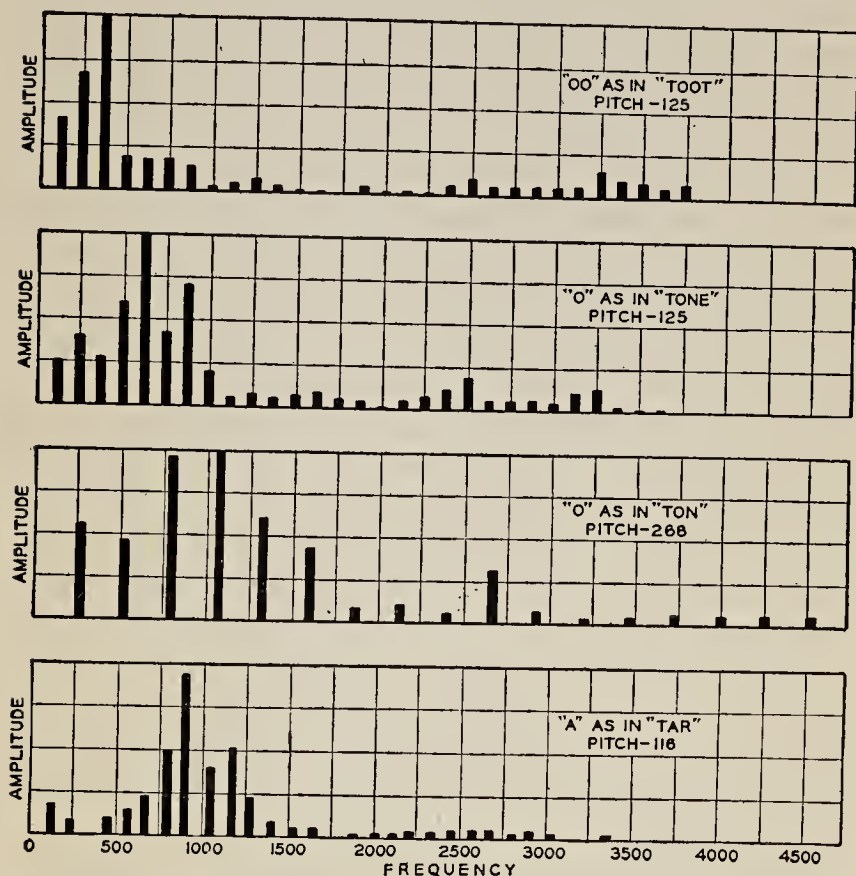 AMPLITUDE
"OO" AS IN "TOOT"
PITCH-125
AMPLITUDE
"O" AS IN "TONE"
PITCH-125
AMPLITUDE
"O" AS IN "TON"
PITCH-268
AMPLITUDE
"A" AS IN "TAR"
PITCH-116
0 500 1000 1500 2000 2500 3000 3500 4000 4500
FREQUENCY